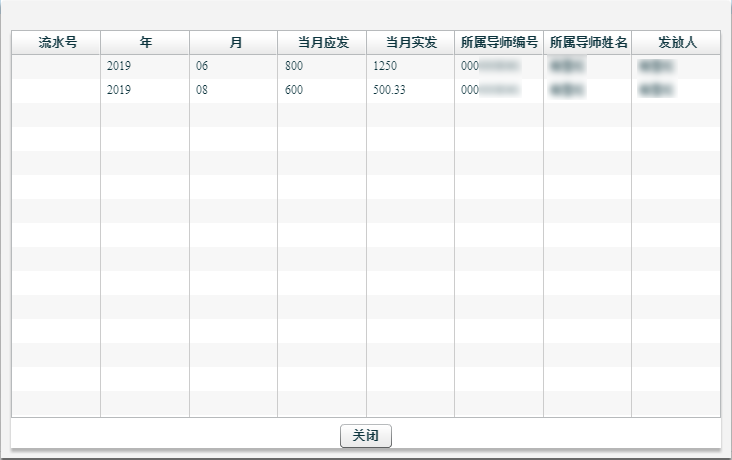 流水号 年 月 当月应发 当月实发 所属导师编号 所属导师姓名 发放人
2019 06 800 1250 000
2019 08 600 500.33 000
关闭